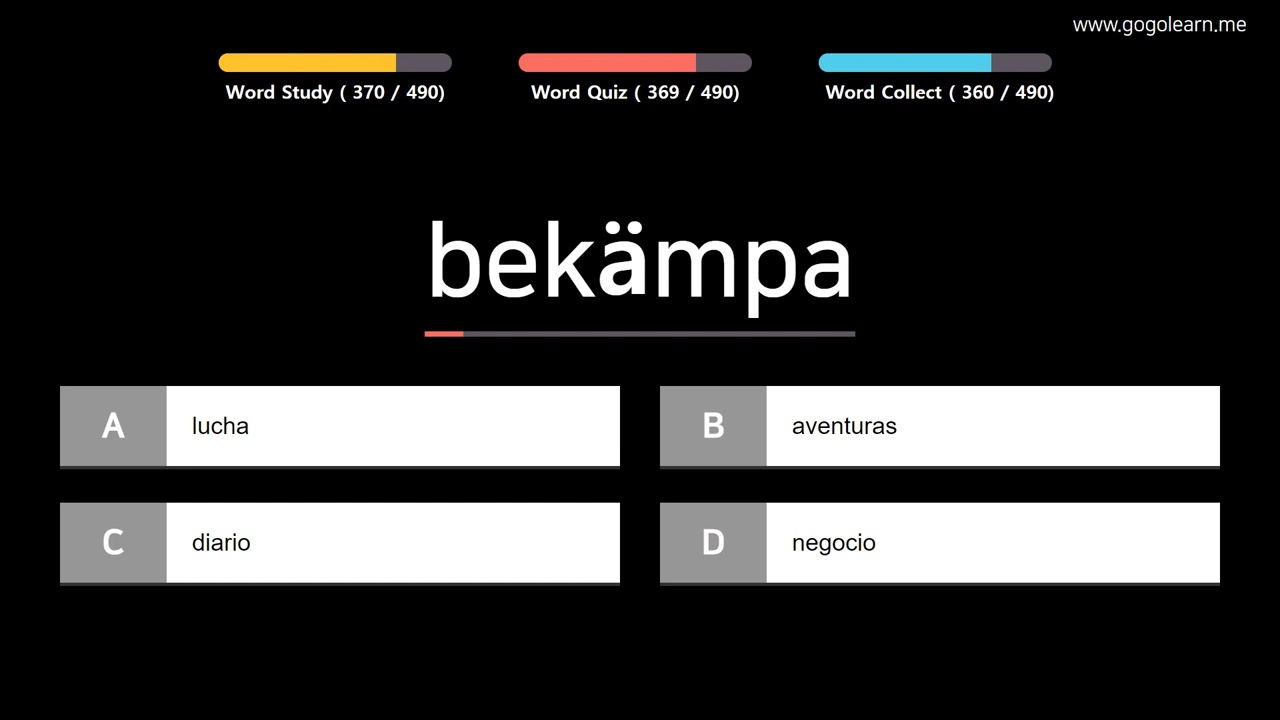 www.gogolearn.me
Word Study ( 370 / 490)
Word Quiz ( 369 / 490)
Word Collect ( 360 / 490)
bekämpa
A lucha
B aventuras
C diario
D negocio